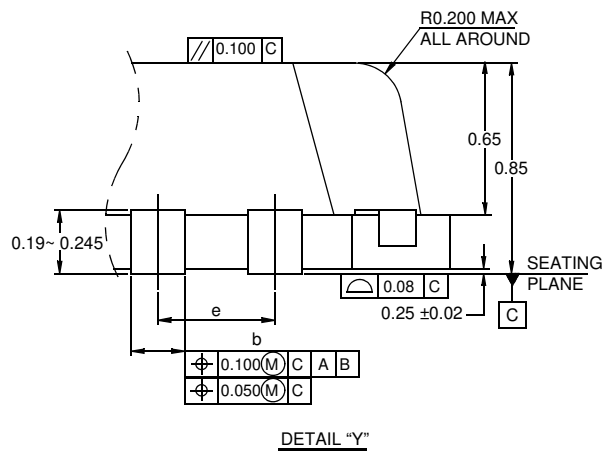 R0.200 MAX
ALL AROUND
// 0.100 C
0.65
0.85
0.19~ 0.245
SEATING
PLANE
⌓ 0.08 C
0.25 ±0.02
C
e
b
⌖ 0.100 Ⓜ C A B
⌖ 0.050 Ⓜ C
DETAIL “Y”